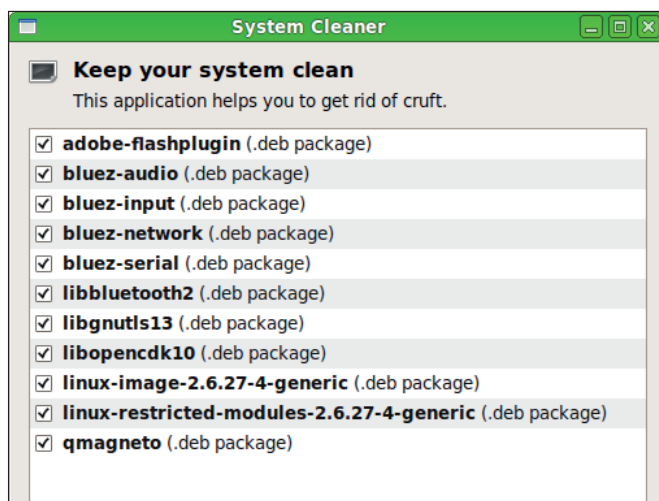 System Cleaner
Keep your system clean
This application helps you to get rid of cruft.
adobe-flashplugin (.deb package)
bluez-audio (.deb package)
bluez-input (.deb package)
bluez-network (.deb package)
bluez-serial (.deb package)
libbluetooth2 (.deb package)
libgnutls13 (.deb package)
libopencdk10 (.deb package)
linux-image-2.6.27-4-generic (.deb package)
linux-restricted-modules-2.6.27-4-generic (.deb package)
qmagneto (.deb package)